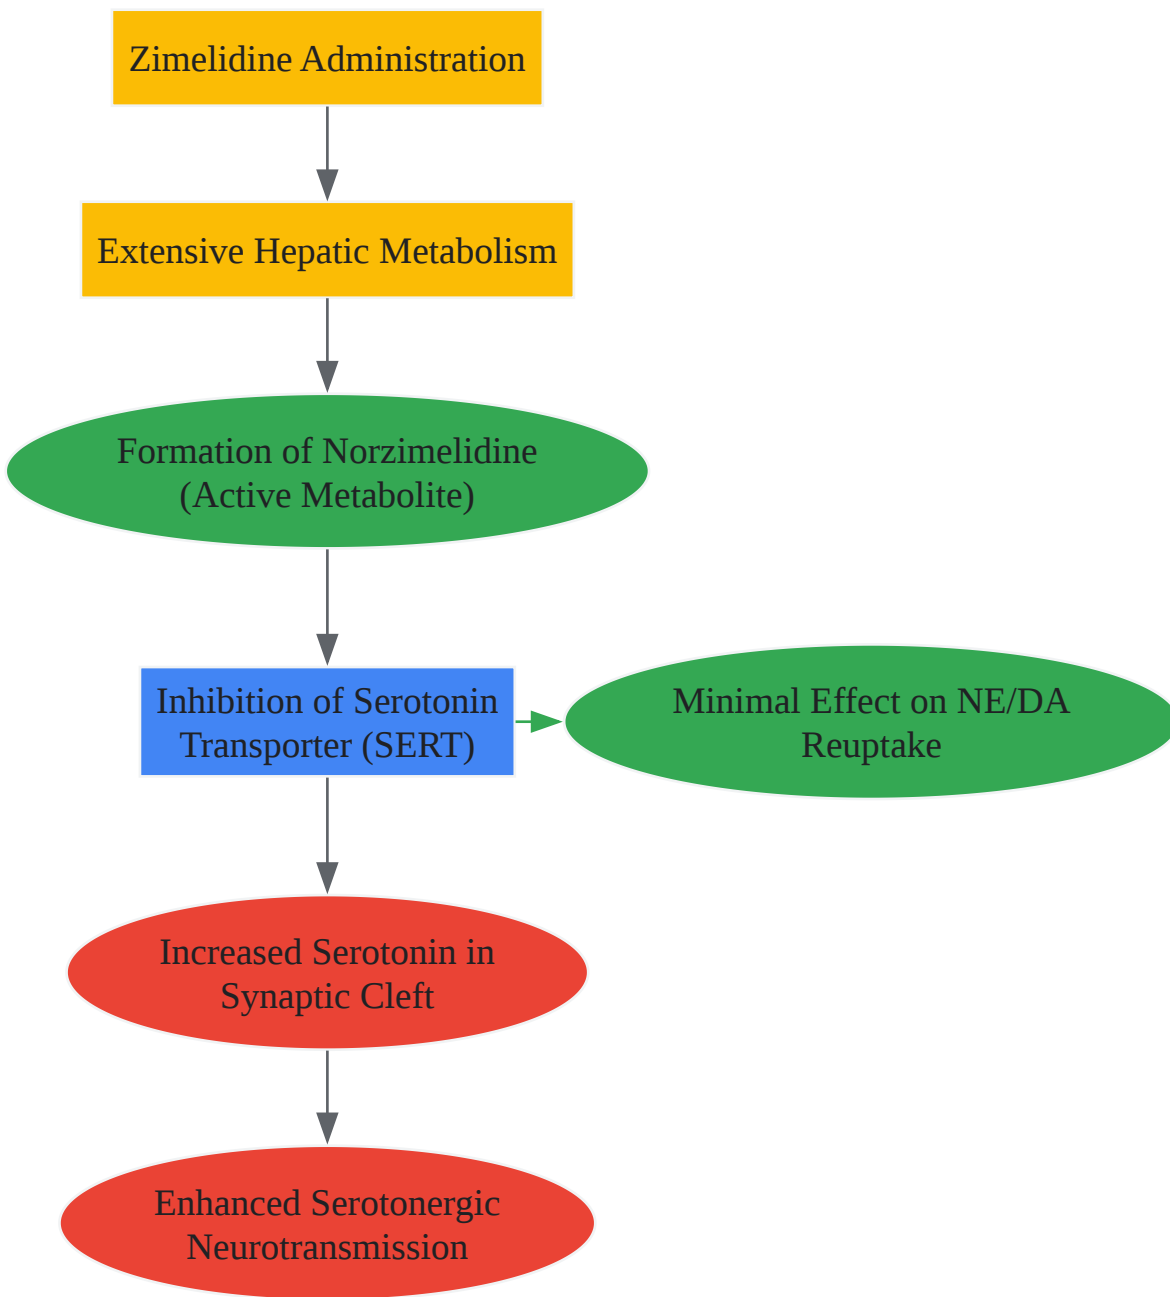 Zimelidine Administration
Extensive Hepatic Metabolism
Formation of Norzimelidine
(Active Metabolite)
Inhibition of Serotonin
Transporter (SERT)
Minimal Effect on NE/DA
Reuptake
Increased Serotonin in
Synaptic Cleft
Enhanced Serotonergic
Neurotransmission